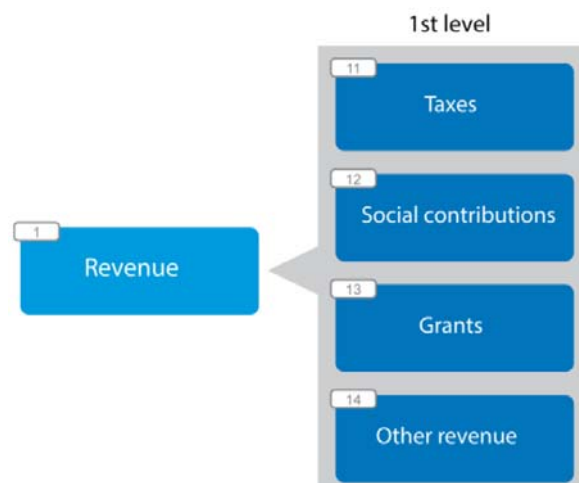 1st level
11
Taxes
12
Social contributions
1
Revenue
13
Grants
14
Other revenue